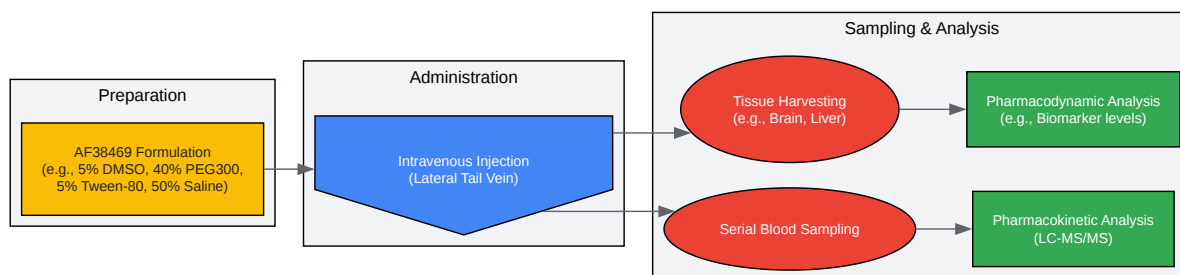 Preparation
AF38469 Formulation
(e.g., 5% DMSO, 40% PEG300,
5% Tween-80, 50% Saline)
Administration
Intravenous Injection
(Lateral Tail Vein)
Sampling & Analysis
Tissue Harvesting
(e.g., Brain, Liver)
Pharmacodynamic Analysis
(e.g., Biomarker levels)
Serial Blood Sampling
Pharmacokinetic Analysis
(LC-MS/MS)